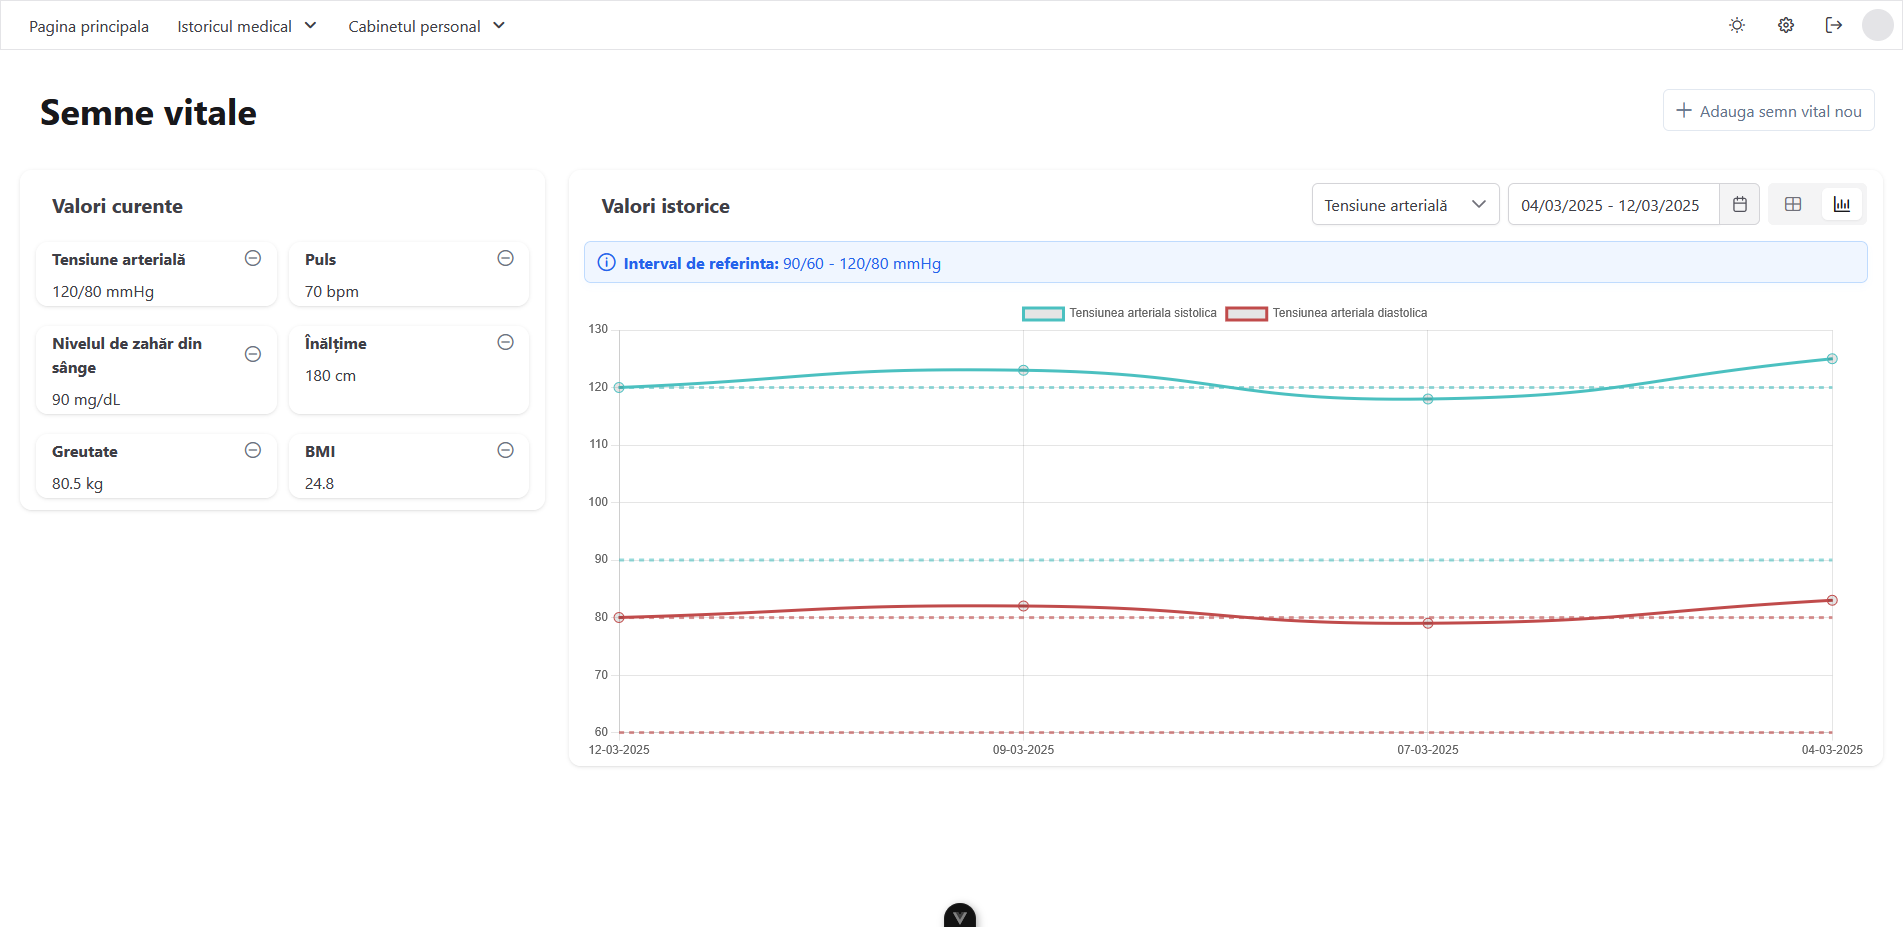 Pagina principala
Istoricul medical
Cabinetul personal
Semne vitale
Adauga semn vital nou
Valori curente
Tensiune arterială
120/80 mmHg
Puls
70 bpm
Nivelul de zahăr din
sânge
90 mg/dL
Înălțime
180 cm
Greutate
80.5 kg
BMI
24.8
Valori istorice
Tensiune arterială
04/03/2025 - 12/03/2025
Interval de referinta: 90/60 - 120/80 mmHg
Tensiunea arteriala sistolica
Tensiunea arteriala diastolica
130
120
110
100
90
80
70
60
12-03-2025
09-03-2025
07-03-2025
04-03-2025